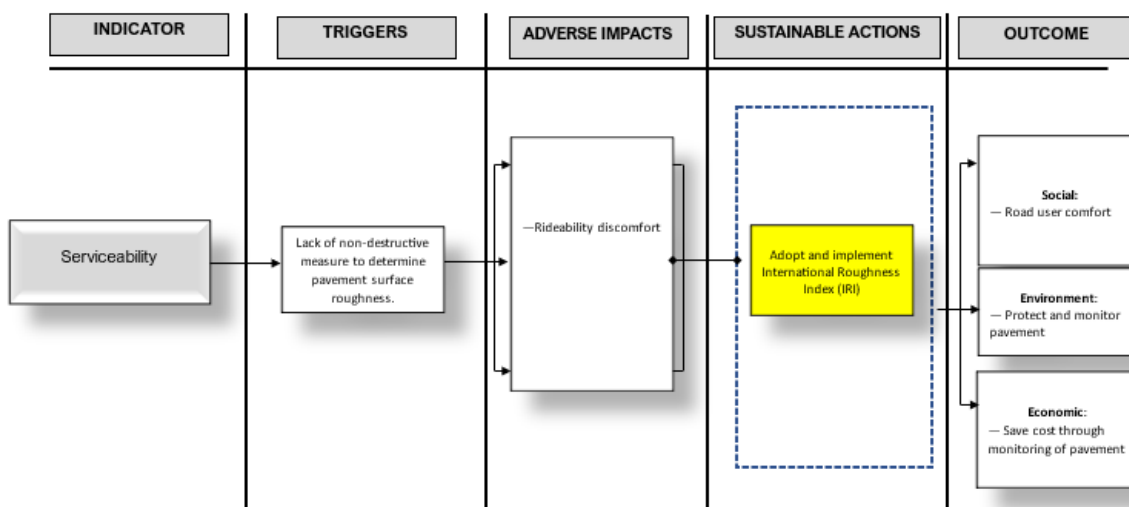 INDICATOR
TRIGGERS
ADVERSE IMPACTS
SUSTAINABLE ACTIONS
OUTCOME
Serviceability
Lack of non-destructive
measure to determine
pavement surface
roughness.
—Rideability discomfort
Adopt and implement
International Roughness
Index (IRI)
Social:
— Road user comfort
Environment:
— Protect and monitor
pavement
Economic:
— Save cost through
monitoring of pavement